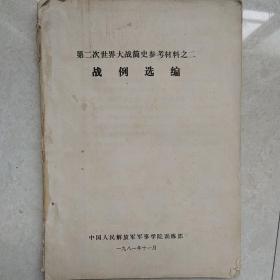 第二次世界大战简史参考材料之二
战例选编
中国人民解放军军事学院训练部
一九八一年十一月